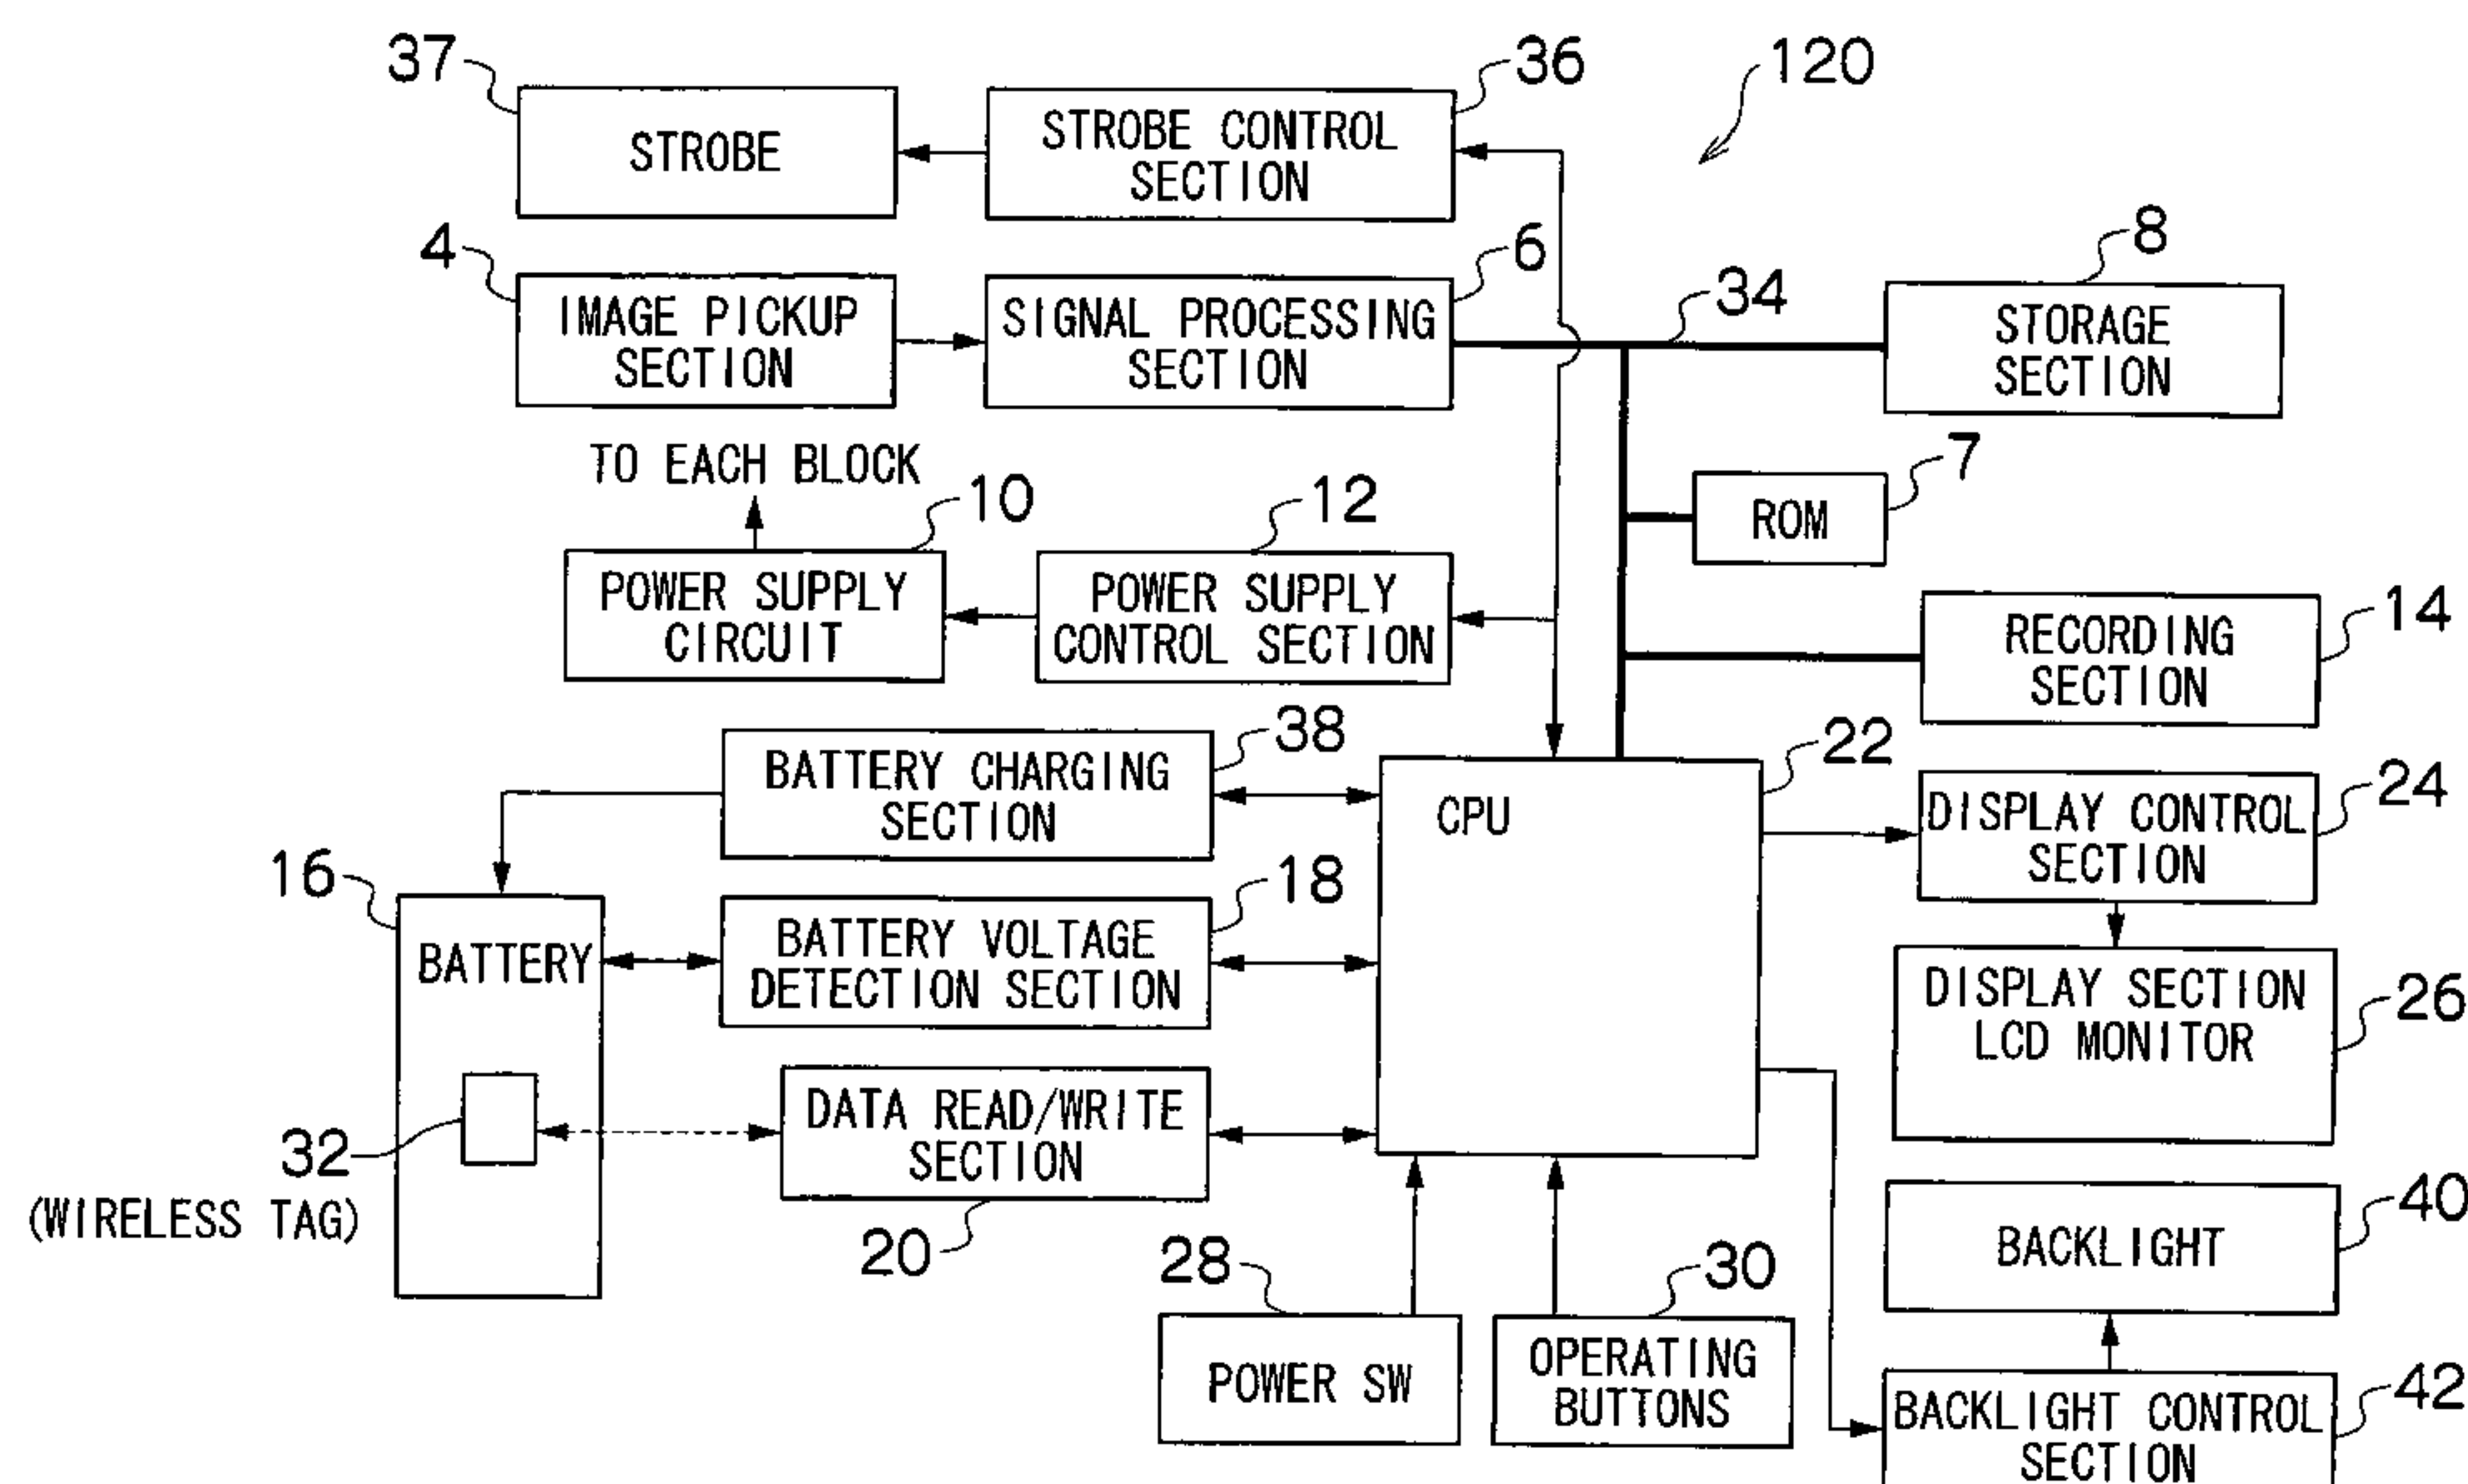 37
36
120
STROBE
STROBE CONTROL
SECTION
4
6
8
34
IMAGE PICKUP
SECTION
SIGNAL PROCESSING
SECTION
STORAGE
SECTION
TO EACH BLOCK
10
12
7
ROM
POWER SUPPLY
CIRCUIT
POWER SUPPLY
CONTROL SECTION
14
RECORDING
SECTION
38
22
BATTERY CHARGING
SECTION
CPU
24
DISPLAY CONTROL
SECTION
16
18
BATTERY
BATTERY VOLTAGE
DETECTION SECTION
26
DISPLAY SECTION
LCD MONITOR
32
(WIRELESS TAG)
DATA READ/WRITE
SECTION
20
28
30
40
BACKLIGHT
POWER SW
OPERATING
BUTTONS
42
BACKLIGHT CONTROL
SECTION